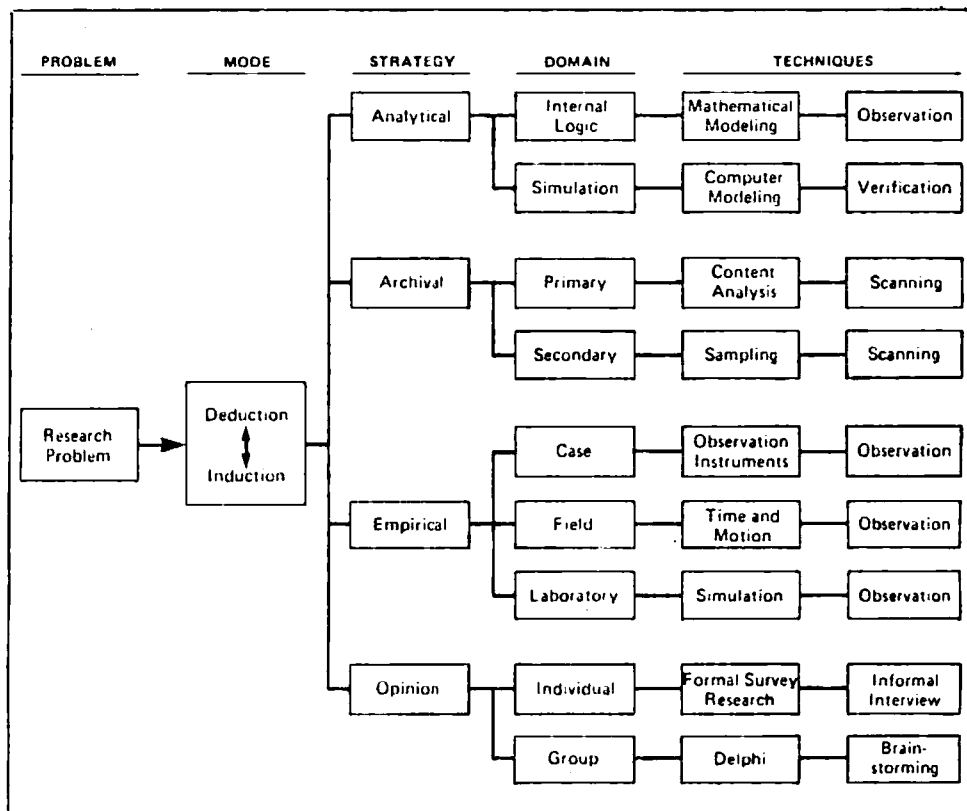 PROBLEM MODE STRATEGY DOMAIN TECHNIQUES
Analytical
Internal
Logic
Mathematical
Modeling
Observation
Simulation
Computer
Modeling
Verification
Archival
Primary
Content
Analysis
Scanning
Secondary
Sampling
Scanning
Research
Problem
Deduction
Induction
Empirical
Case
Observation
Instruments
Observation
Field
Time and
Motion
Observation
Laboratory
Simulation
Observation
Opinion
Individual
Formal Survey
Research
Informal
Interview
Group
Delphi
Brain-
storming